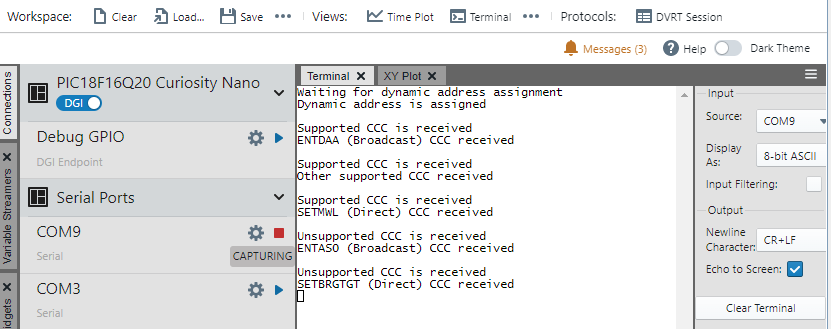 Workspace: Clear Load... Save ••• Views: Time Plot Terminal ••• Protocols: DVRT Session
Messages (3) Help Dark Theme
Connections
Variable Streamers
idgets
PIC18F16Q20 Curiosity Nano
DGI
Debug GPIO
DGI Endpoint
Serial Ports
COM9
Serial
CAPTURING
COM3
Serial
Terminal XY Plot
Waiting for dynamic address assignment
Dynamic address is assigned
Supported CCC is received
ENTDAA (Broadcast) CCC received
Supported CCC is received
Other supported CCC received
Supported CCC is received
SETMWL (Direct) CCC received
Unsupported CCC is received
ENTAS0 (Broadcast) CCC received
Unsupported CCC is received
SETBRGTGT (Direct) CCC received
Input
Source: COM9
Display
As: 8-bit ASCII
Input Filtering:
Output
Newline
Character: CR+LF
Echo to Screen:
Clear Terminal